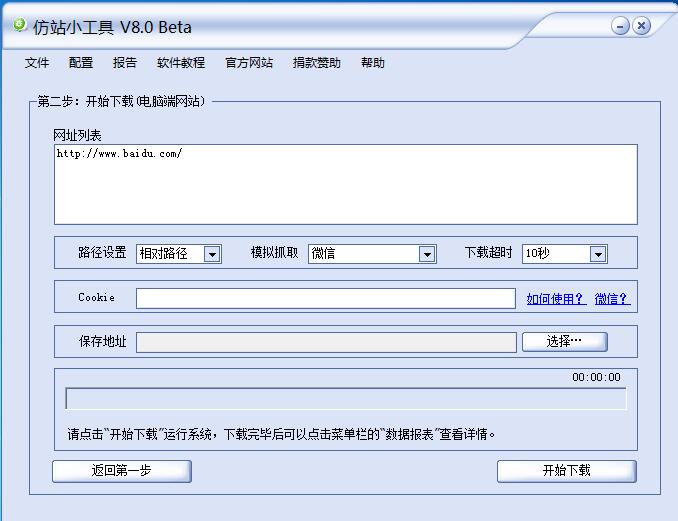 仿站小工具 V8.0 Beta
文件 配置 报告 软件教程 官方网站 捐款赞助 帮助
第二步：开始下载(电脑端网站)
网址列表
http://www.baidu.com/
路径设置 相对路径 模拟抓取 微信 下载超时 10秒
Cookie 如何使用? 微信?
保存地址 选择…
00:00:00
请点击“开始下载”运行系统，下载完毕后可以点击菜单栏的“数据报表”查看详情。
返回第一步 开始下载